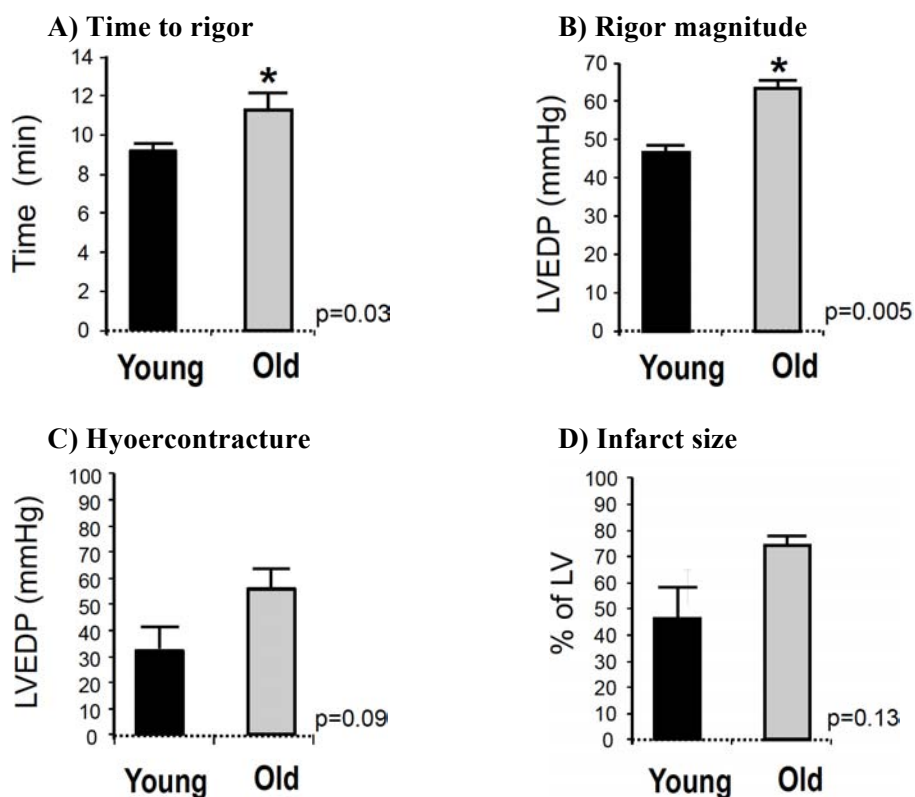 A) Time to rigor
14
12
10
8
6
4
2
0
Time (min)
*
p=0.03
Young Old
B) Rigor magnitude
70
60
50
40
30
20
10
0
LVEDP (mmHg)
*
p=0.005
Young Old
C) Hyoercontracture
100
90
80
70
60
50
40
30
20
10
0
LVEDP (mmHg)
p=0.09
Young Old
D) Infarct size
100
90
80
70
60
50
40
30
20
10
0
% of LV
p=0.13
Young Old